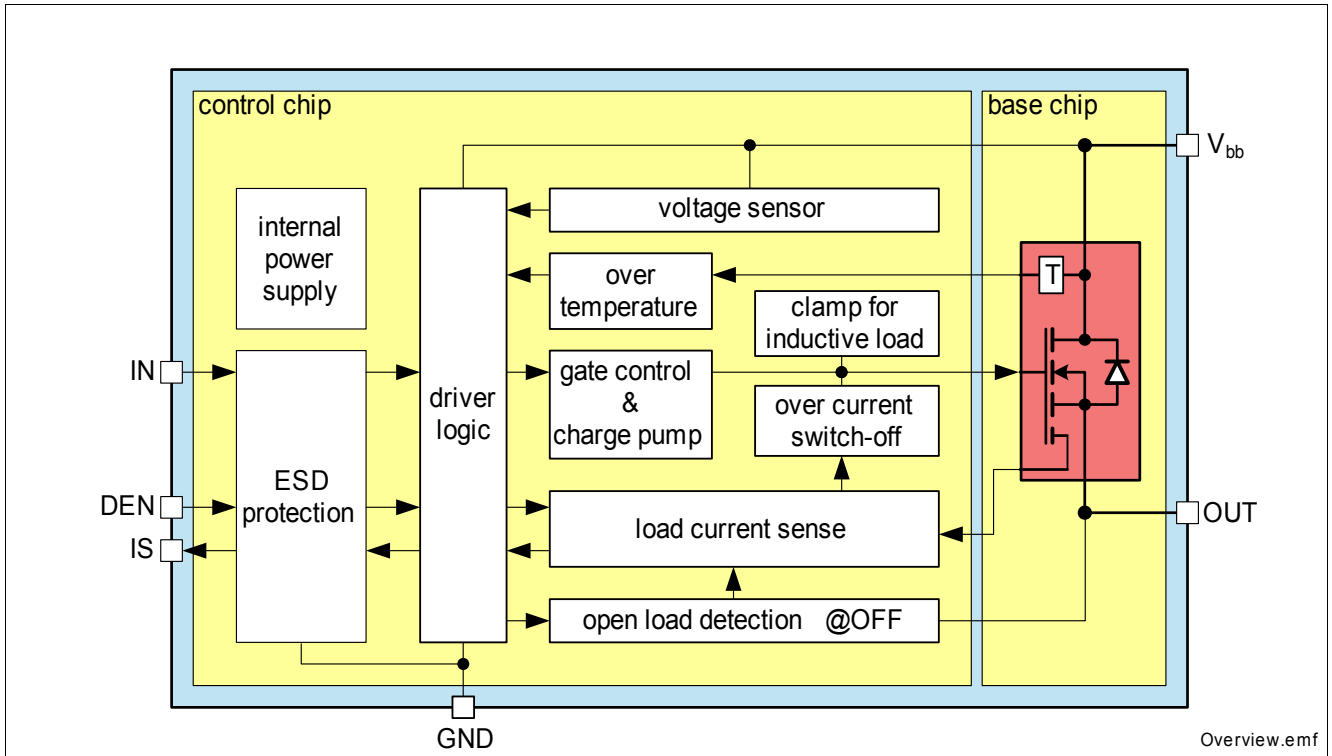 control chip
base chip
V_bb
voltage sensor
internal
power
supply
over
temperature
T
clamp for
inductive load
IN
driver
logic
gate control
&
charge pump
over current
switch-off
ESD
protection
DEN
IS
load current sense
OUT
open load detection @OFF
GND
Overview.emf